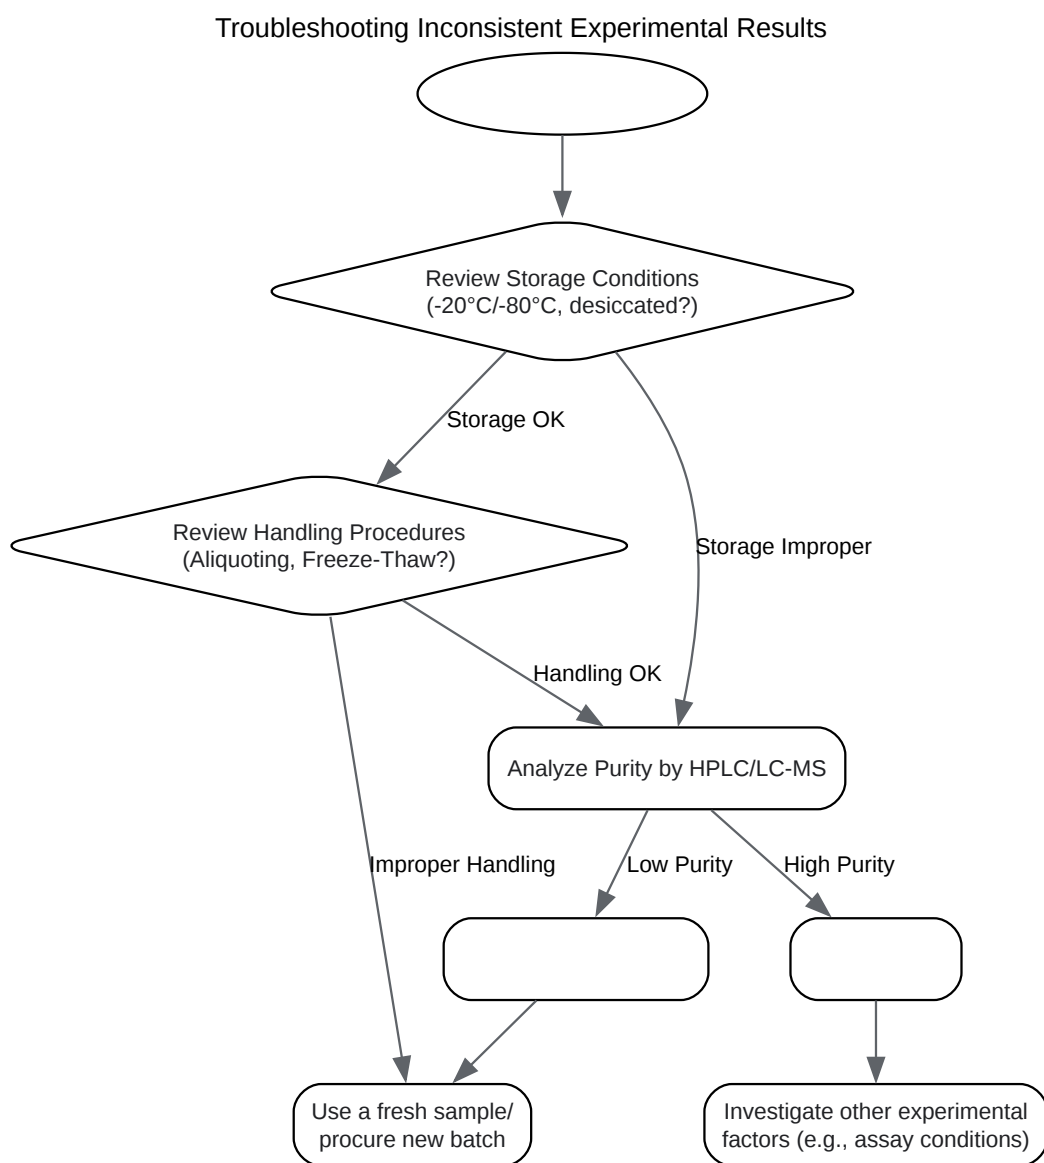 Troubleshooting Inconsistent Experimental Results
Review Storage Conditions
(-20°C/-80°C, desiccated?)
Storage OK
Review Handling Procedures
(Aliquoting, Freeze-Thaw?)
Storage Improper
Handling OK
Analyze Purity by HPLC/LC-MS
Improper Handling
Low Purity
High Purity
Use a fresh sample/
procure new batch
Investigate other experimental
factors (e.g., assay conditions)